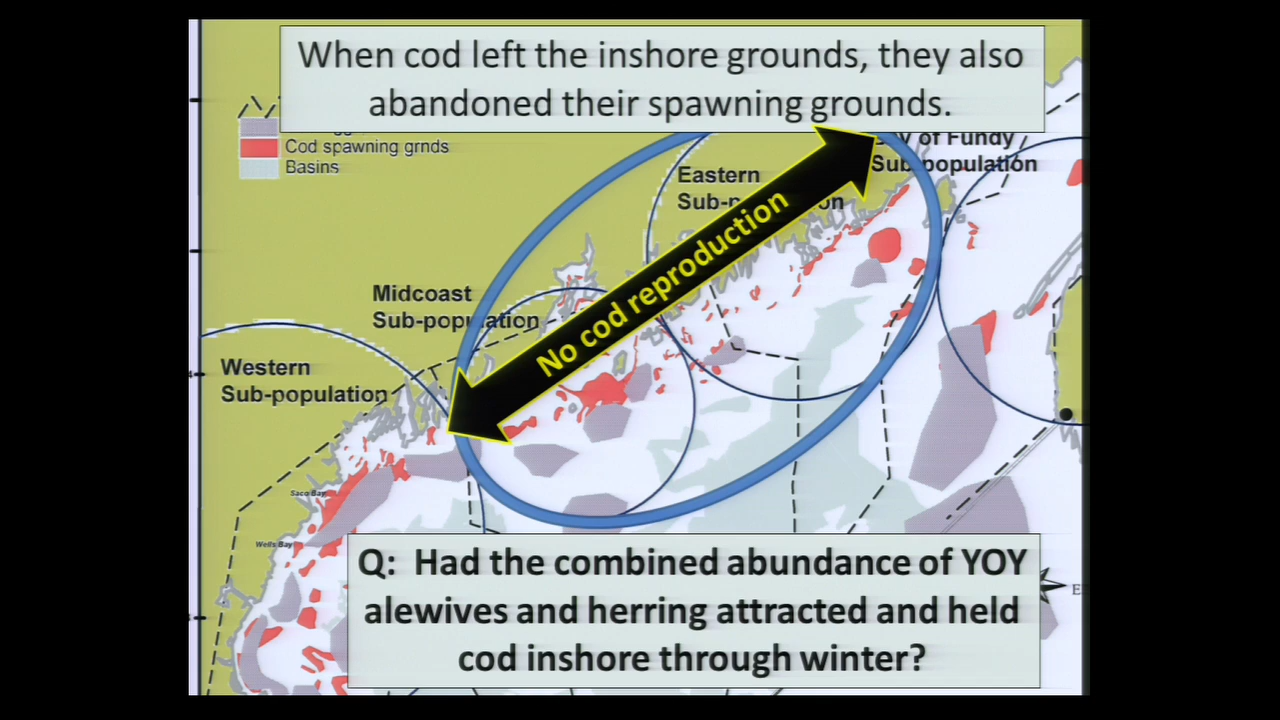 When cod left the inshore grounds, they also
abandoned their spawning grounds.
Cod spawning grnds
Basins
of Fundy
Sub-population
Eastern
No cod reproduction
Midcoast
Sub-population
Western
Sub-population
Saco Bay
Wells Bay
Q: Had the combined abundance of YOY
alewives and herring attracted and held
cod inshore through winter?